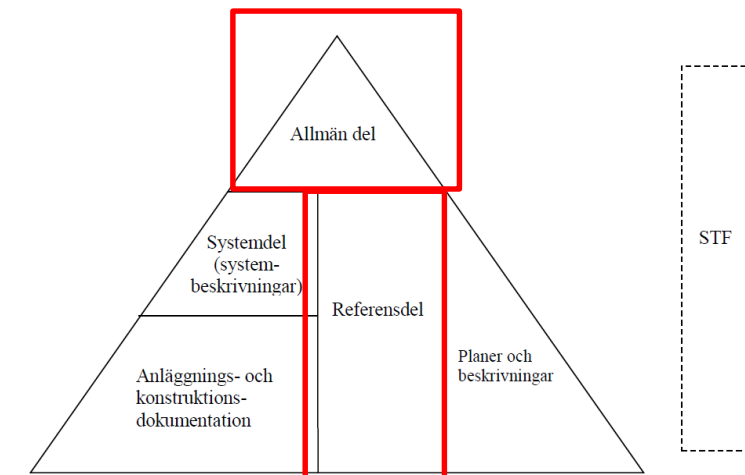 Allmän del
Systemdel
(system-
beskrivningar)
Referensdel
STF
Planer och
beskrivningar
Anläggnings- och
konstruktions-
dokumentation